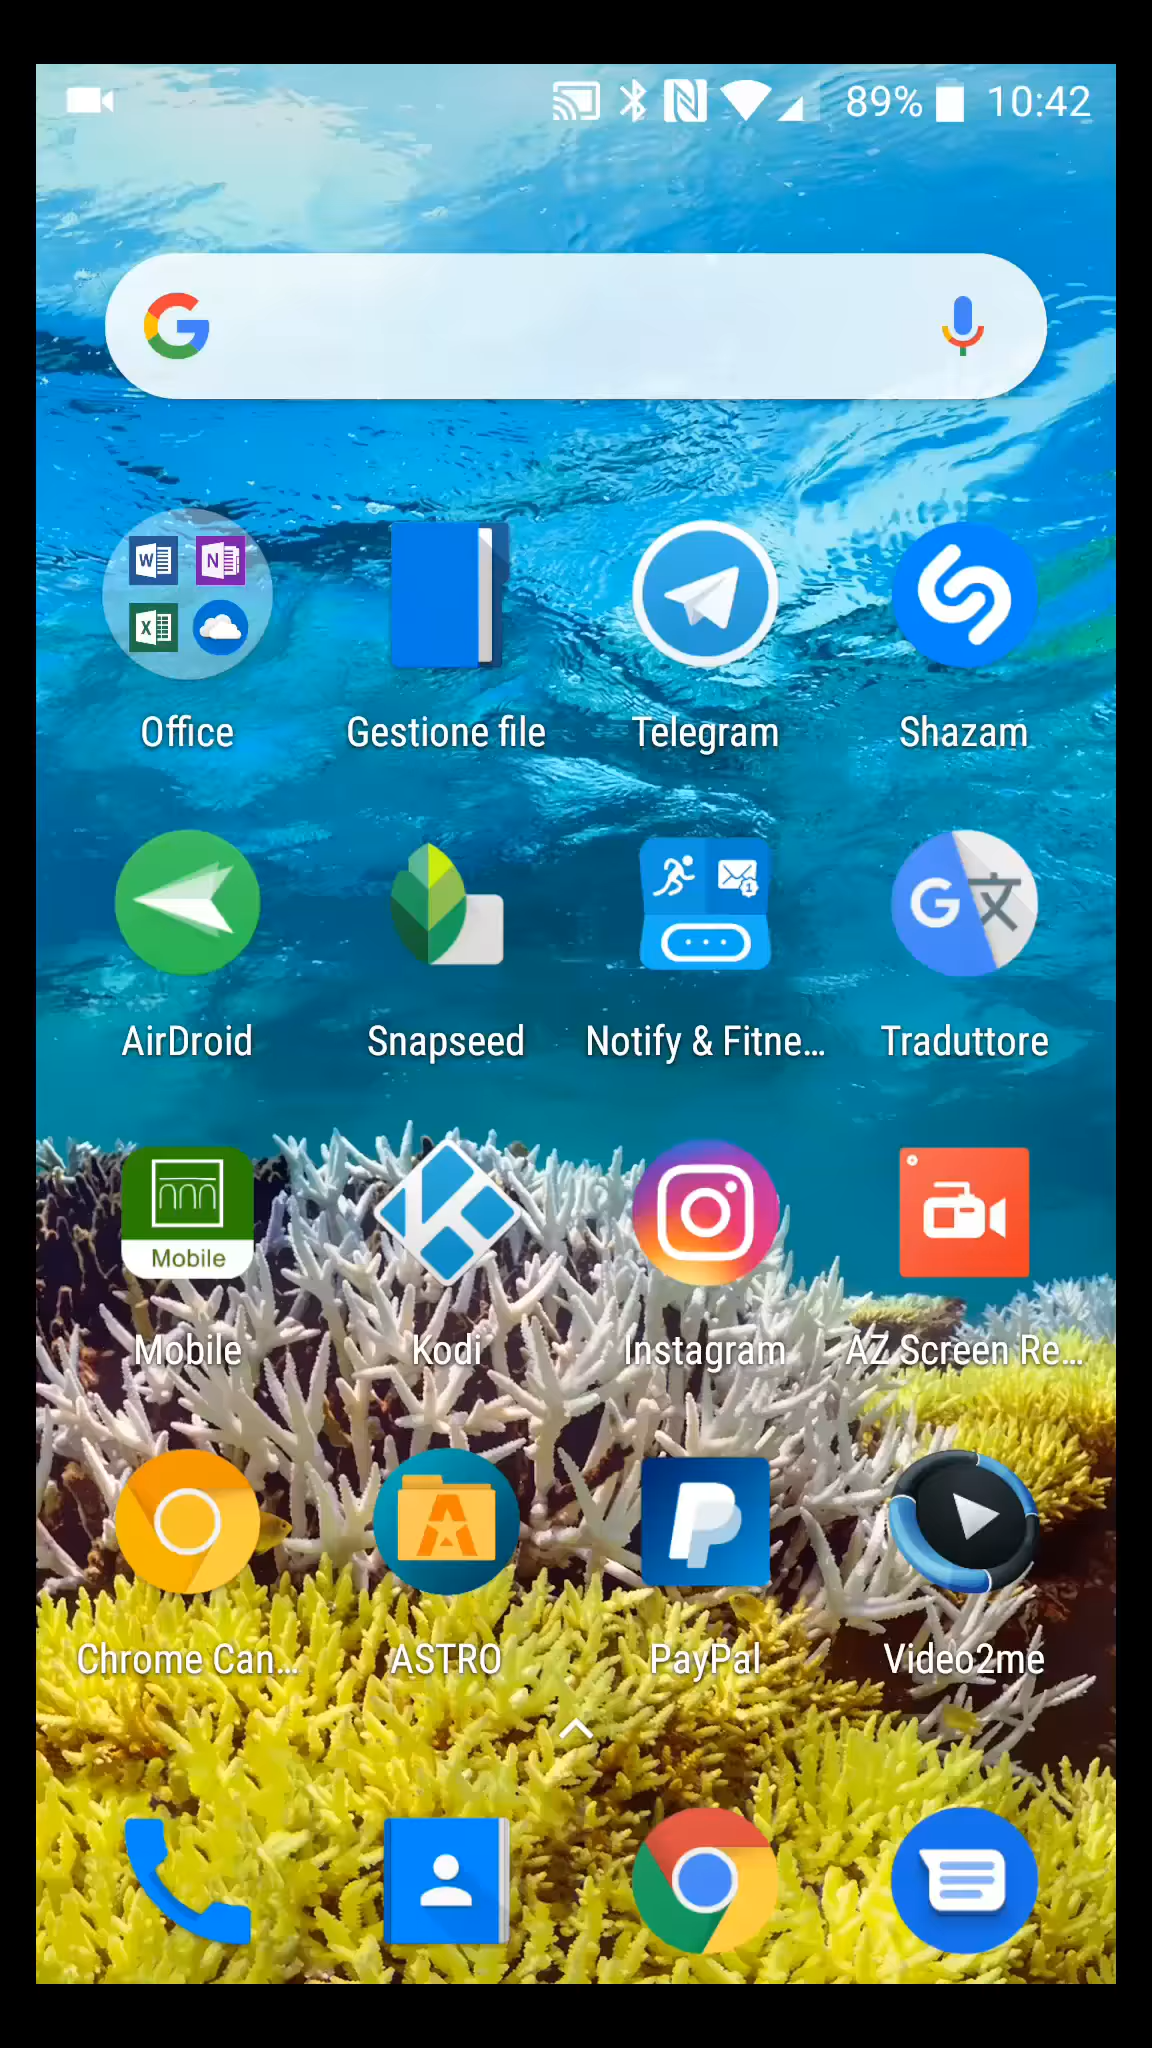 89% 10:42
Office Gestione file Telegram Shazam
AirDroid Snapseed Notify & Fitne... Traduttore
Mobile
Mobile Kodi Instagram AZ Screen Re...
Chrome Can... ASTRO PayPal Video2me